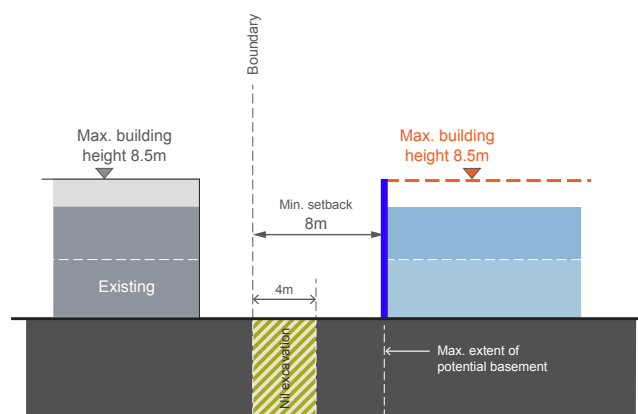 Boundary
Max. building
height 8.5m
Max. building
height 8.5m
Min. setback
8m
Existing
4m
Nil excavation
Max. extent of
potential basement